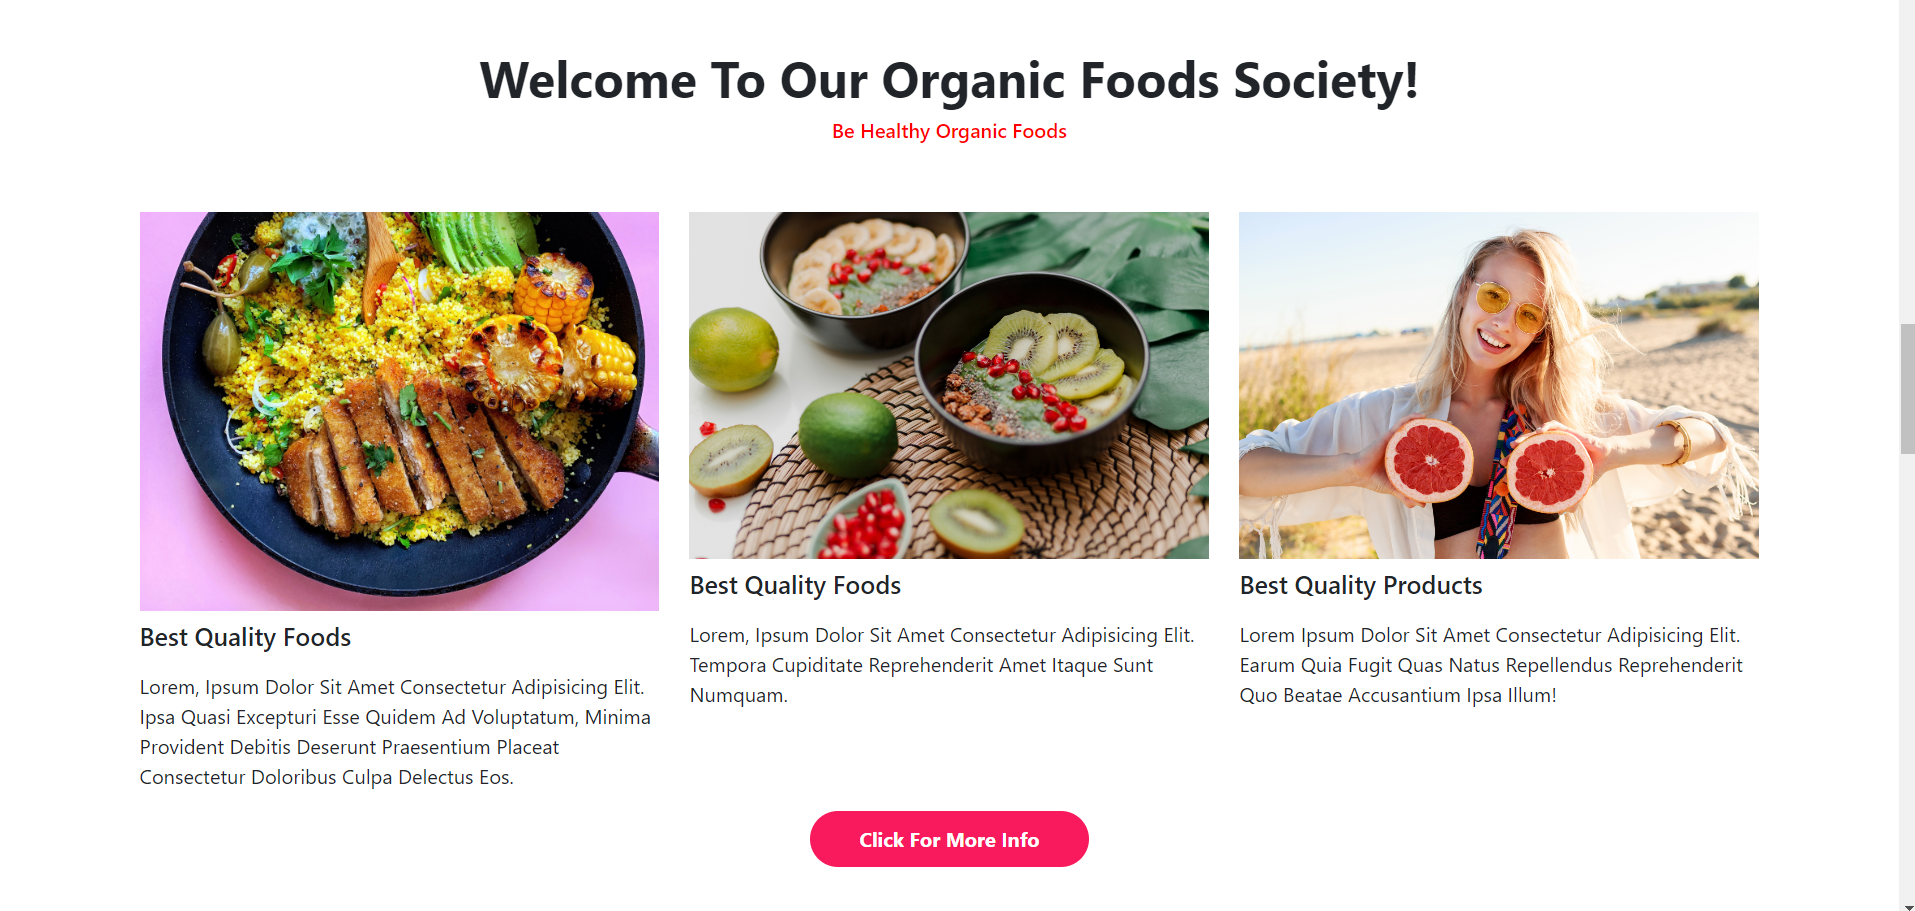 Welcome To Our Organic Foods Society!
Be Healthy Organic Foods
Best Quality Foods
Lorem, Ipsum Dolor Sit Amet Consectetur Adipisicing Elit.
Ipsa Quasi Excepturi Esse Quidem Ad Voluptatum, Minima
Provident Debitis Deserunt Praesentium Placeat
Consectetur Doloribus Culpa Delectus Eos.
Best Quality Foods
Lorem, Ipsum Dolor Sit Amet Consectetur Adipisicing Elit.
Tempora Cupiditate Reprehenderit Amet Itaque Sunt
Numquam.
Best Quality Products
Lorem Ipsum Dolor Sit Amet Consectetur Adipisicing Elit.
Earum Quia Fugit Quas Natus Repellendus Reprehenderit
Quo Beatae Accusantium Ipsa Illum!
Click For More Info